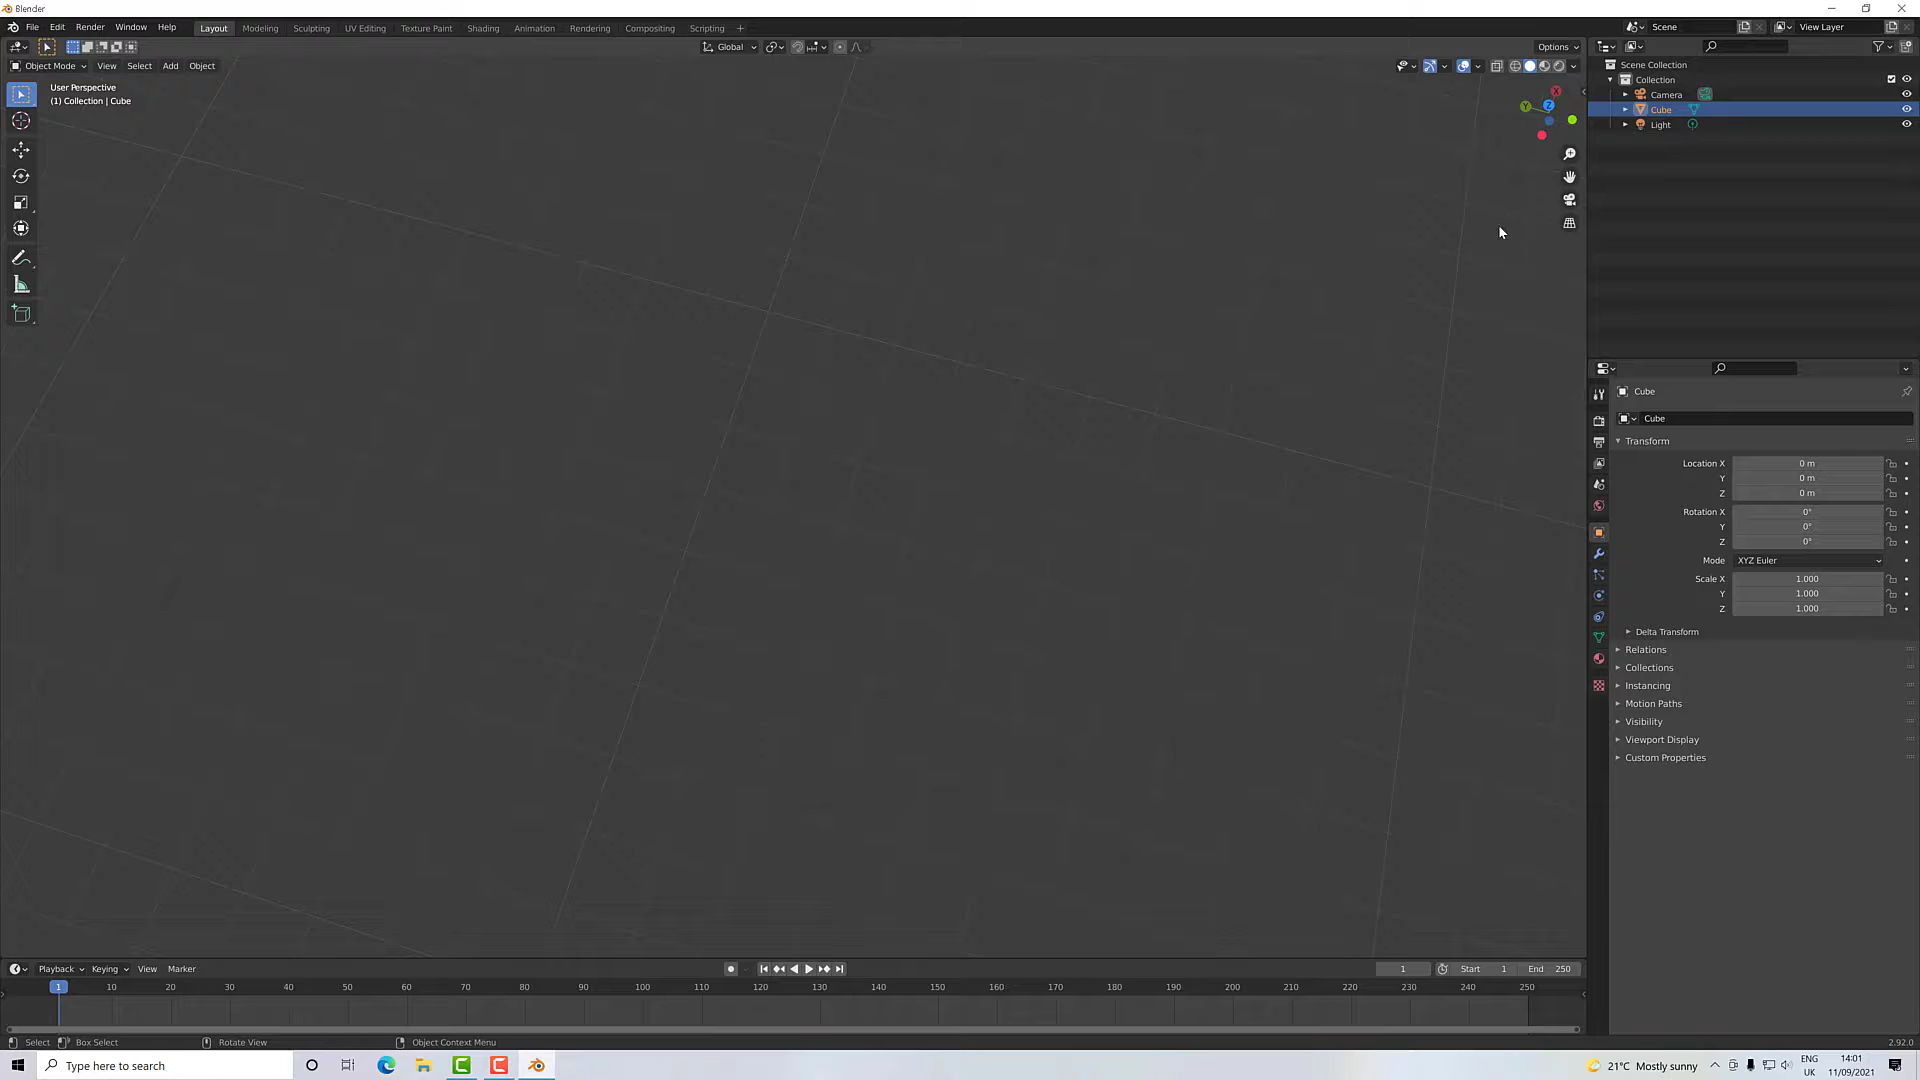 Blender
File Edit Render Window Help
Layout Modeling Sculpting UV Editing Texture Paint Shading Animation Rendering Compositing Scripting +
Scene
View Layer
Global
Options
Object Mode View Select Add Object
User Perspective
(1) Collection | Cube
X
Y
Z
Scene Collection
Collection
Camera
Cube
Light
Cube
Cube
Transform
Location X 0 m
Y 0 m
Z 0 m
Rotation X 0°
Y 0°
Z 0°
Mode XYZ Euler
Scale X 1.000
Y 1.000
Z 1.000
Delta Transform
Relations
Collections
Instancing
Motion Paths
Visibility
Viewport Display
Custom Properties
Playback Keying View Marker
1 Start 1 End 250
1 10 20 30 40 50 60 70 80 90 100 110 120 130 140 150 160 170 180 190 200 210 220 230 240 250
Select Box Select Rotate View Object Context Menu
2.92.0
Type here to search
21°C Mostly sunny
ENG
UK
14:01
11/09/2021